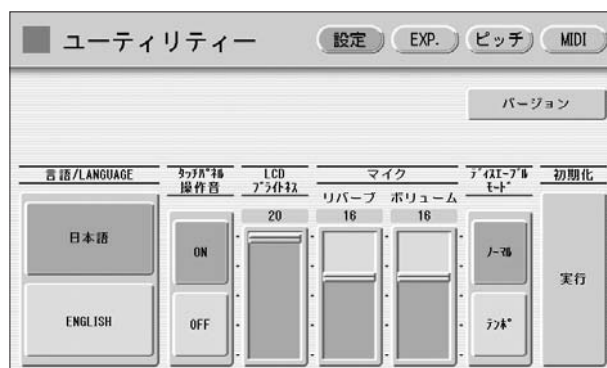 ユーティリティー
設定 EXP. ピッチ MIDI
バージョン
言語/LANGUAGE
日本語
ENGLISH
ﾀｯﾁﾊﾟﾈﾙ
操作音
ON
OFF
LCD
ﾌﾞﾗｲﾄﾈｽ
20
マイク
リバーブ ボリューム
16 16
ﾃﾞｨｽｴｰﾌﾞﾙ
ﾓｰﾄﾞ
ﾉｰﾏﾙ
ﾃﾝﾎﾟ
初期化
実行